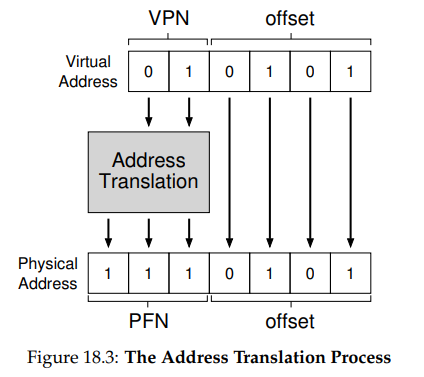 VPN offset
Virtual Address 0 1 0 1 0 1
Address Translation
Physical Address 1 1 1 0 1 0 1
PFN offset
Figure 18.3: The Address Translation Process